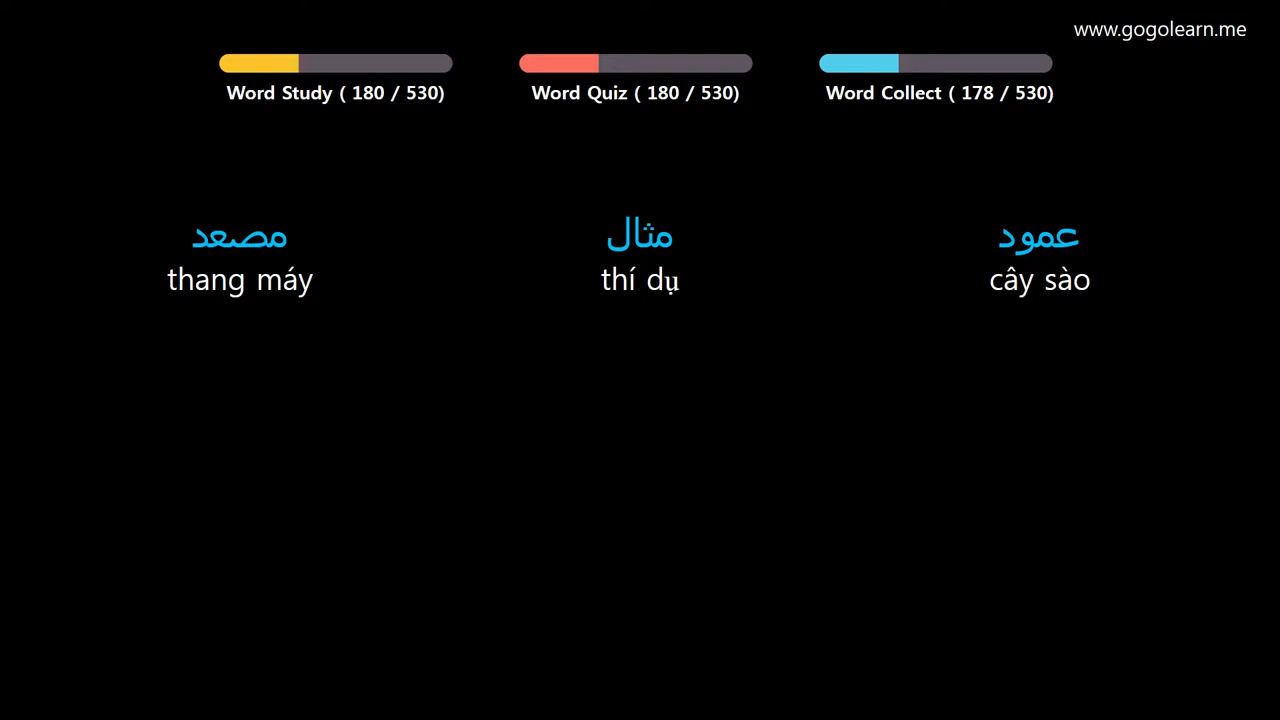 www.gogolearn.me
Word Study ( 180 / 530)
Word Quiz ( 180 / 530)
Word Collect ( 178 / 530)
مصعد
thang máy
مثال
thí dụ
عمود
cây sào